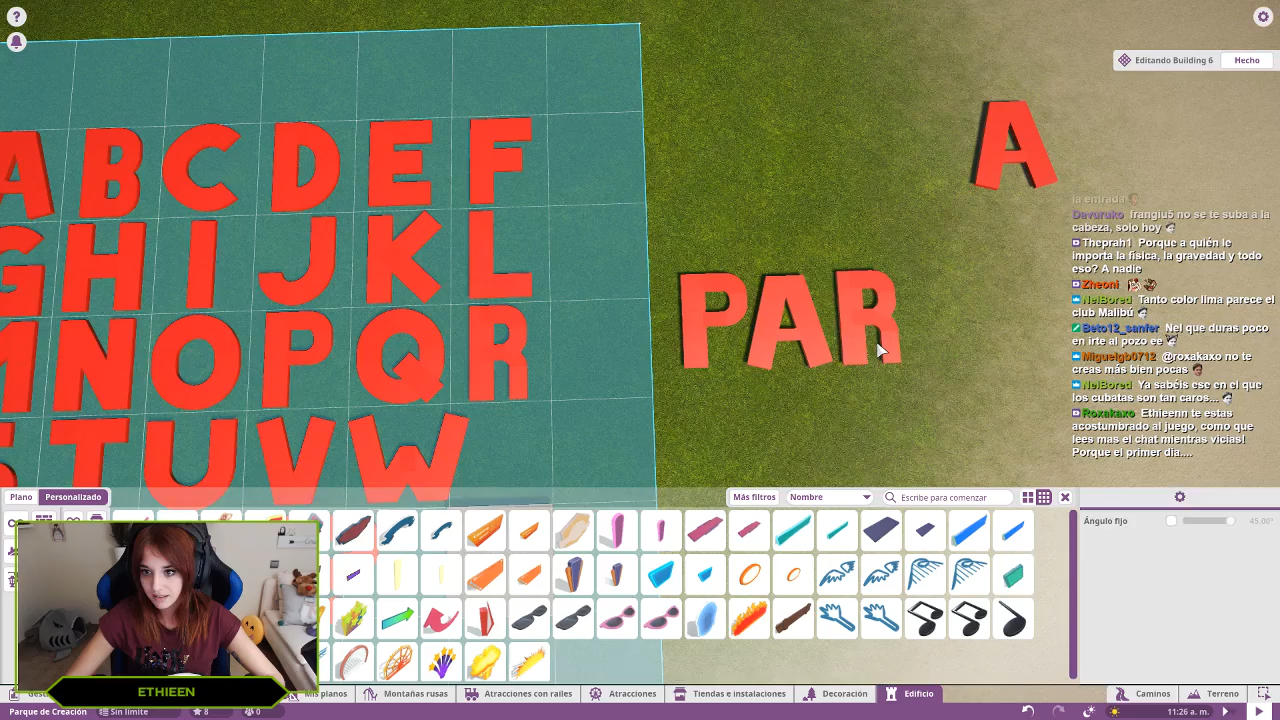 ?
Editando Building 6 Hecho
A
A B C D E F
G H I J K L
PAR
M N O P Q R
S T U V W
la entrada
Davuruko frangiu5 no se te suba a la
cabeza, solo hoy
Theprah1 Porque a quién le
importa la física, la gravedad y todo
eso? A nadie
Zheoni
NelBored Tanto color lima parece el
club Malibú
Beto12_sanfer Nel que duras poco
en irte al pozo ee
Miguelgb0712 @roxakaxo no te
creas más bien pocas
NelBored Ya sabéis ese en el que
los cubatas son tan caros...
Roxakaxo Ethieenn te estas
acostumbrado al juego, como que
lees mas el chat mientras vicias!
Porque el primer dia....
Plano Personalizado Más filtros Nombre Escribe para comenzar
Ángulo fijo 45.00°
ETHIEEN
Mis planos Montañas rusas Atracciones con raíles Atracciones Tiendas e instalaciones Decoración Edificio Caminos Terreno
Parque de Creación Sin límite 8 0 11:26 a. m.